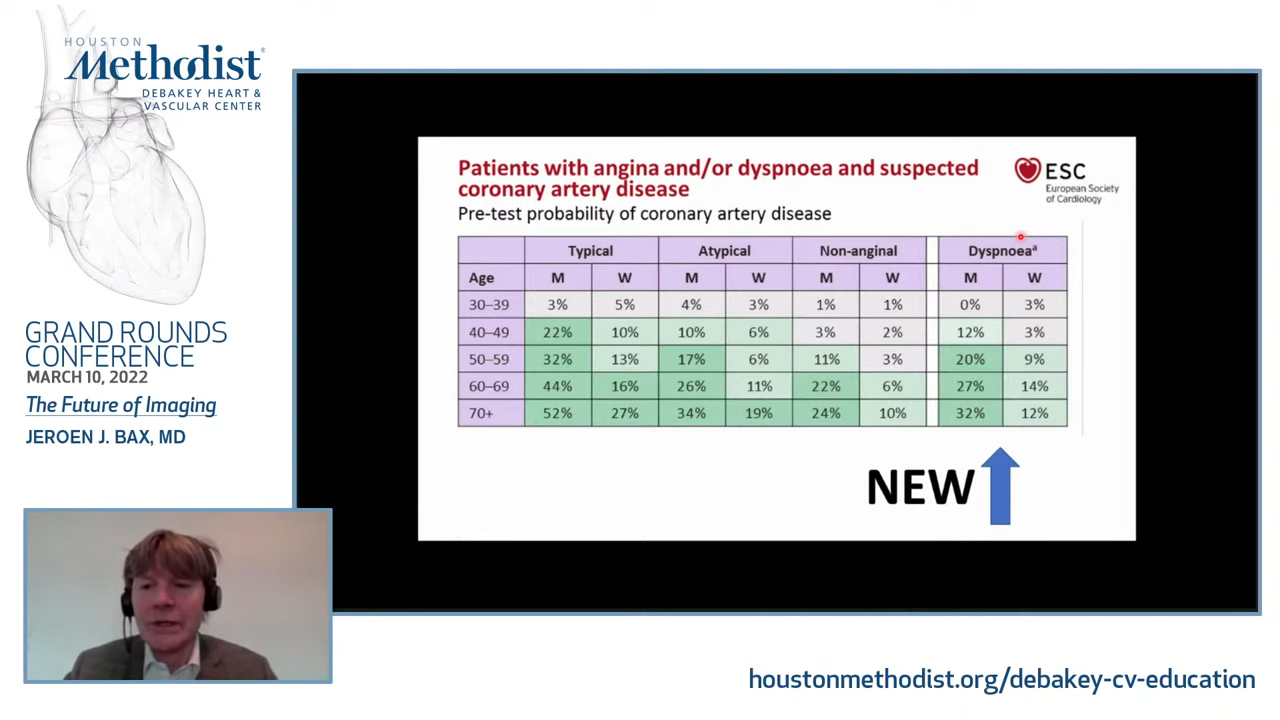 HOUSTON
Methodist®
DEBAKEY HEART &
VASCULAR CENTER
GRAND ROUNDS
CONFERENCE
MARCH 10, 2022
The Future of Imaging
JEROEN J. BAX, MD
Patients with angina and/or dyspnoea and suspected
coronary artery disease
ESC
European Society
of Cardiology
Pre-test probability of coronary artery disease
Typical Atypical Non-anginal Dyspnoeaᵃ
Age M W M W M W M W
30–39 3% 5% 4% 3% 1% 1% 0% 3%
40–49 22% 10% 10% 6% 3% 2% 12% 3%
50–59 32% 13% 17% 6% 11% 3% 20% 9%
60–69 44% 16% 26% 11% 22% 6% 27% 14%
70+ 52% 27% 34% 19% 24% 10% 32% 12%
NEW
houstonmethodist.org/debakey-cv-education